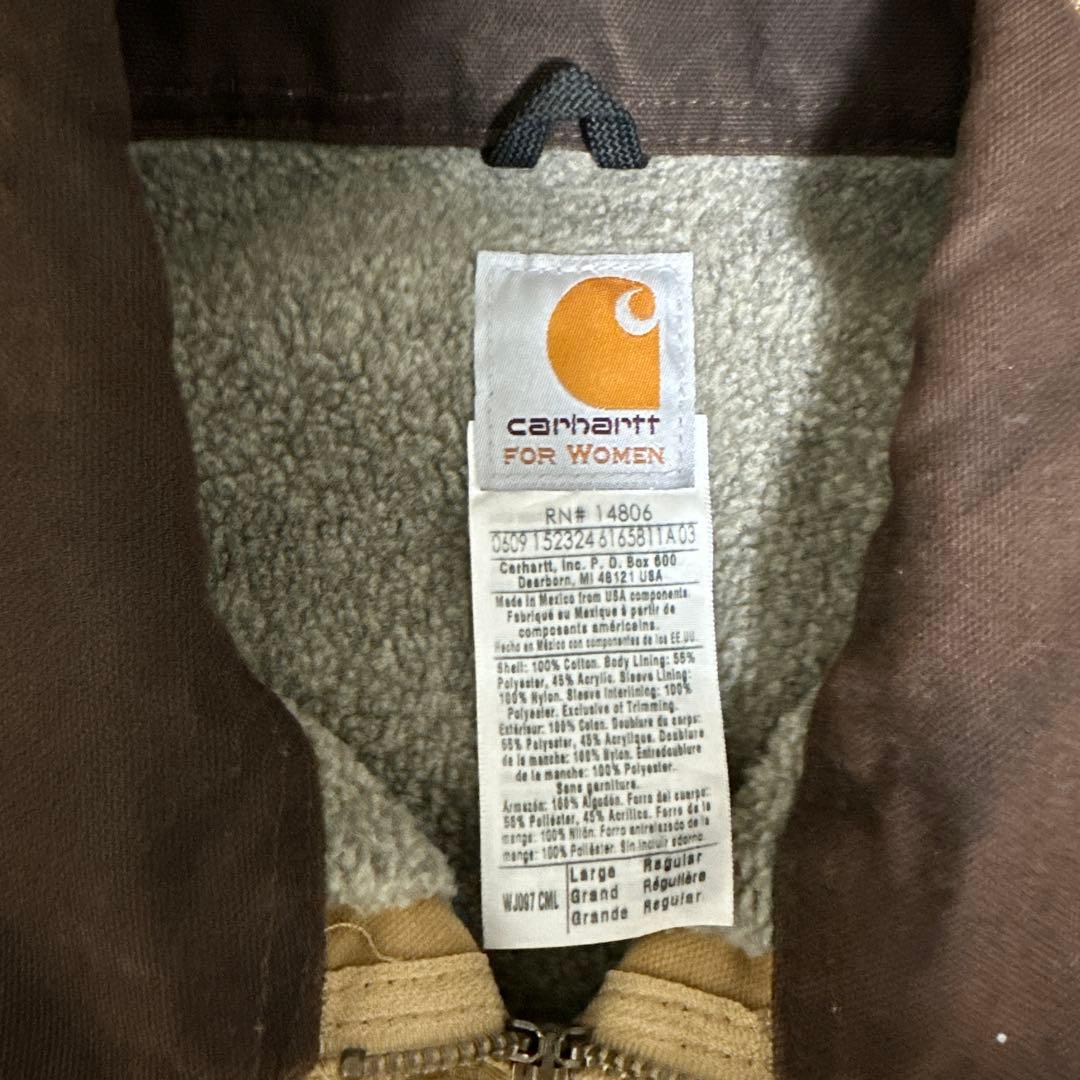 carhartt
FOR WOMEN
RN# 14806
0609 152324 6165811A 03
Carhartt, Inc. P. O. Box 600
Dearborn, MI 48121 USA
Made in Mexico from USA components
Fabriqué au Mexique à partir de
composants américains.
Hecho en México con componentes de los EE.UU.
Shell: 100% Cotton. Body Lining: 55%
Polyester, 45% Acrylic. Sleeve Lining:
100% Nylon. Sleeve Interlining: 100%
Polyester. Exclusive of Trimming.
Extérieur: 100% Coton. Doublure du corps:
55% Polyester, 45% Acrylique. Doublure
de la manche: 100% Nylon. Entredoublure
de la manche: 100% Polyester.
Sans garniture.
Armazón: 100% Algodón. Forro del cuerpo:
55% Poliéster, 45% Acrílico. Forro de la
manga: 100% Nilón. Forro entrelazado de la
manga: 100% Poliéster. Sin incluir adorno.
WJ097 CML
Large Regular
Grand Régulière
Grande Regular